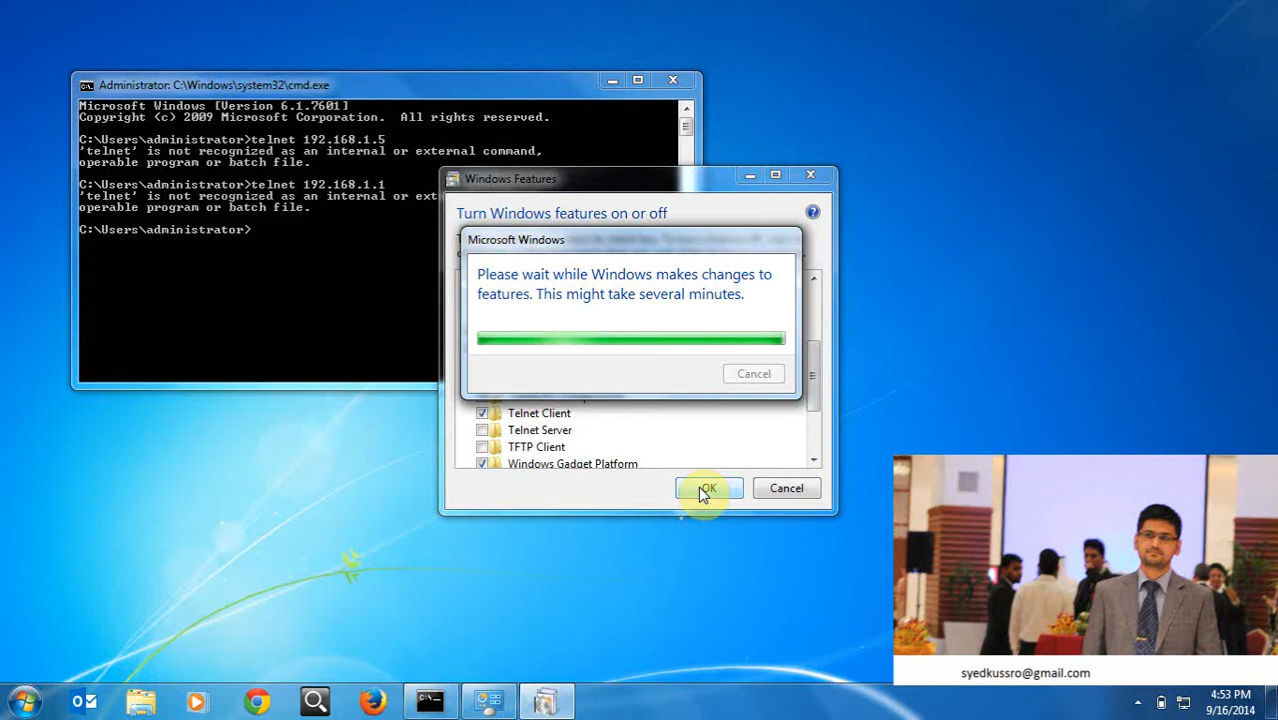 Administrator: C:\Windows\system32\cmd.exe
Microsoft Windows [Version 6.1.7601]
Copyright (c) 2009 Microsoft Corporation.  All rights reserved.
C:\Users\administrator>telnet 192.168.1.5
'telnet' is not recognized as an internal or external command,
operable program or batch file.
C:\Users\administrator>telnet 192.168.1.1
'telnet' is not recognized as an internal or ext
operable program or batch file.
C:\Users\administrator>
Windows Features
Turn Windows features on or off
Microsoft Windows
Please wait while Windows makes changes to
features. This might take several minutes.
Cancel
Telnet Client
Telnet Server
TFTP Client
Windows Gadget Platform
OK
Cancel
syedkussro@gmail.com
4:53 PM
9/16/2014